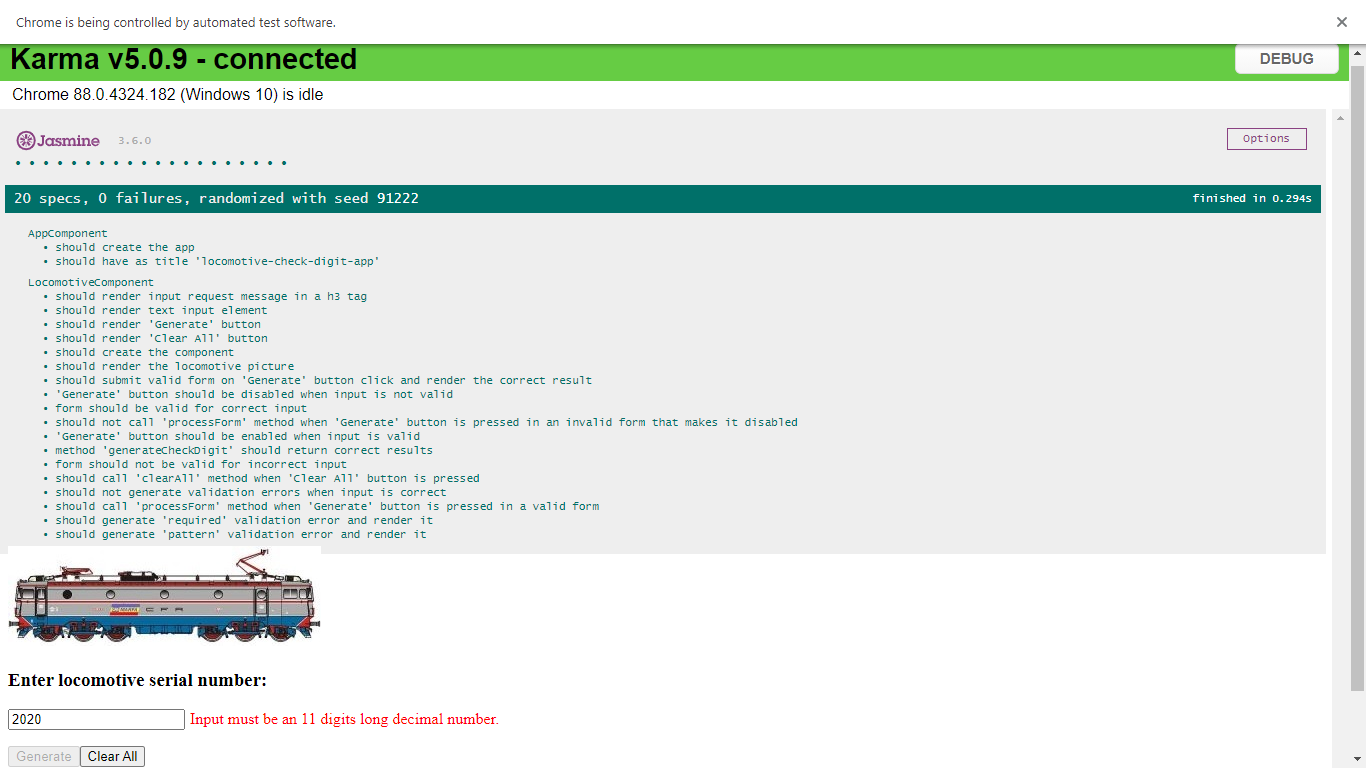 Chrome is being controlled by automated test software.
Karma v5.0.9 - connected
DEBUG
Chrome 88.0.4324.182 (Windows 10) is idle
Jasmine 3.6.0
Options
20 specs, 0 failures, randomized with seed 91222
finished in 0.294s
AppComponent
• should create the app
• should have as title 'locomotive-check-digit-app'
LocomotiveComponent
• should render input request message in a h3 tag
• should render text input element
• should render 'Generate' button
• should render 'Clear All' button
• should create the component
• should render the locomotive picture
• should submit valid form on 'Generate' button click and render the correct result
• 'Generate' button should be disabled when input is not valid
• form should be valid for correct input
• should not call 'processForm' method when 'Generate' button is pressed in an invalid form that makes it disabled
• 'Generate' button should be enabled when input is valid
• method 'generateCheckDigit' should return correct results
• form should not be valid for incorrect input
• should call 'clearAll' method when 'Clear All' button is pressed
• should not generate validation errors when input is correct
• should call 'processForm' method when 'Generate' button is pressed in a valid form
• should generate 'required' validation error and render it
• should generate 'pattern' validation error and render it
CFR
Enter locomotive serial number:
2020 Input must be an 11 digits long decimal number.
Generate Clear All